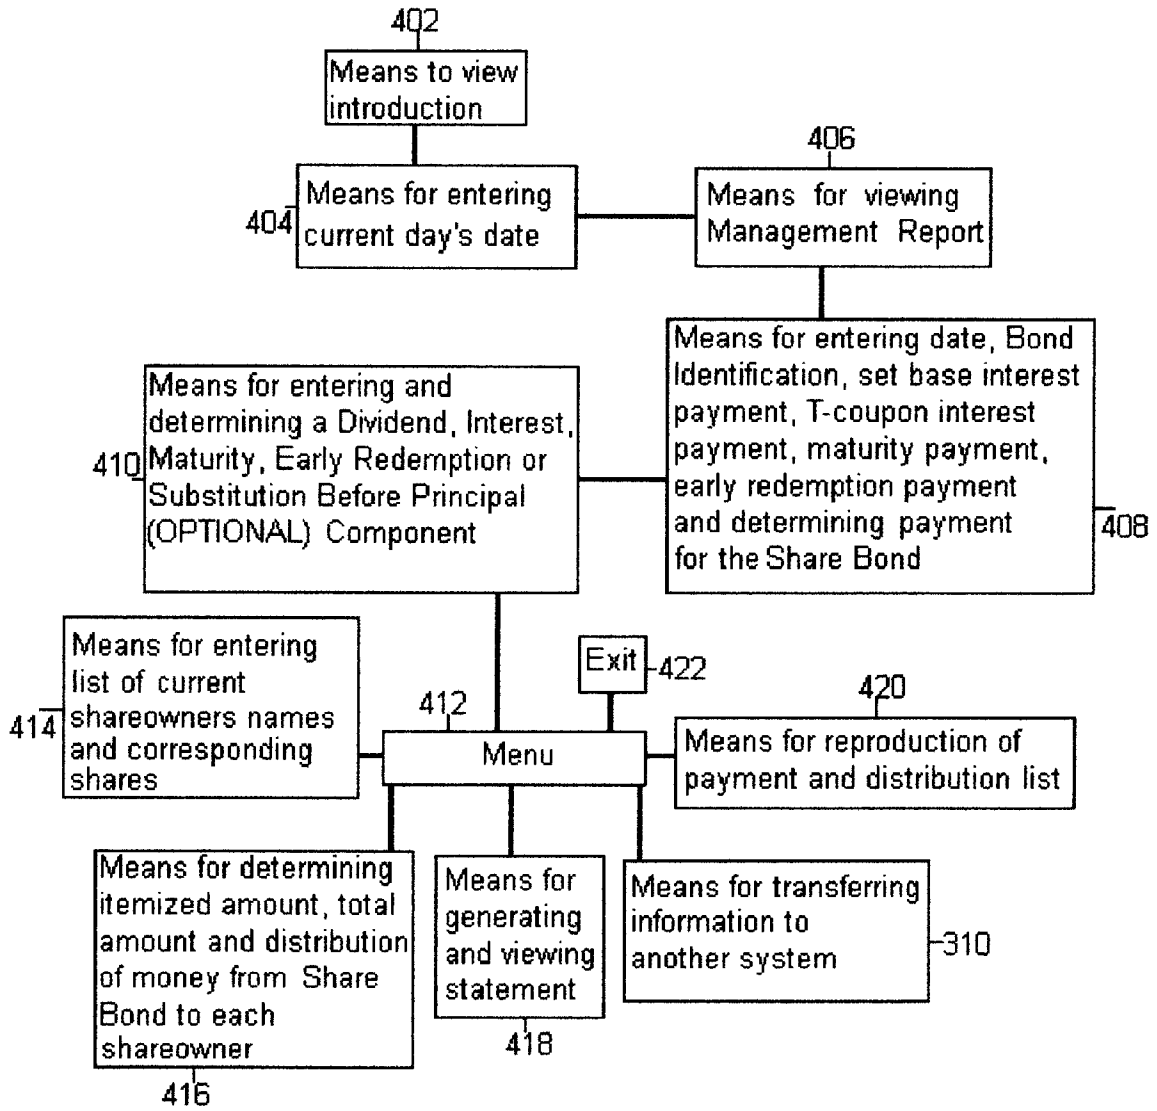 402
Means to view
introduction
404
Means for entering
current day's date
406
Means for viewing
Management Report
Means for entering date, Bond
Identification, set base interest
payment, T-coupon interest
payment, maturity payment,
early redemption payment
and determining payment
for the Share Bond
408
Means for entering and
determining a Dividend, Interest,
Maturity, Early Redemption or
Substitution Before Principal
(OPTIONAL) Component
410
Means for entering
list of current
shareowners names
and corresponding
shares
414
412
Menu
Exit
422
420
Means for reproduction of
payment and distribution list
Means for determining
itemized amount, total
amount and distribution
of money from Share
Bond to each
shareowner
416
Means for
generating
and viewing
statement
418
Means for transferring
information to
another system
310